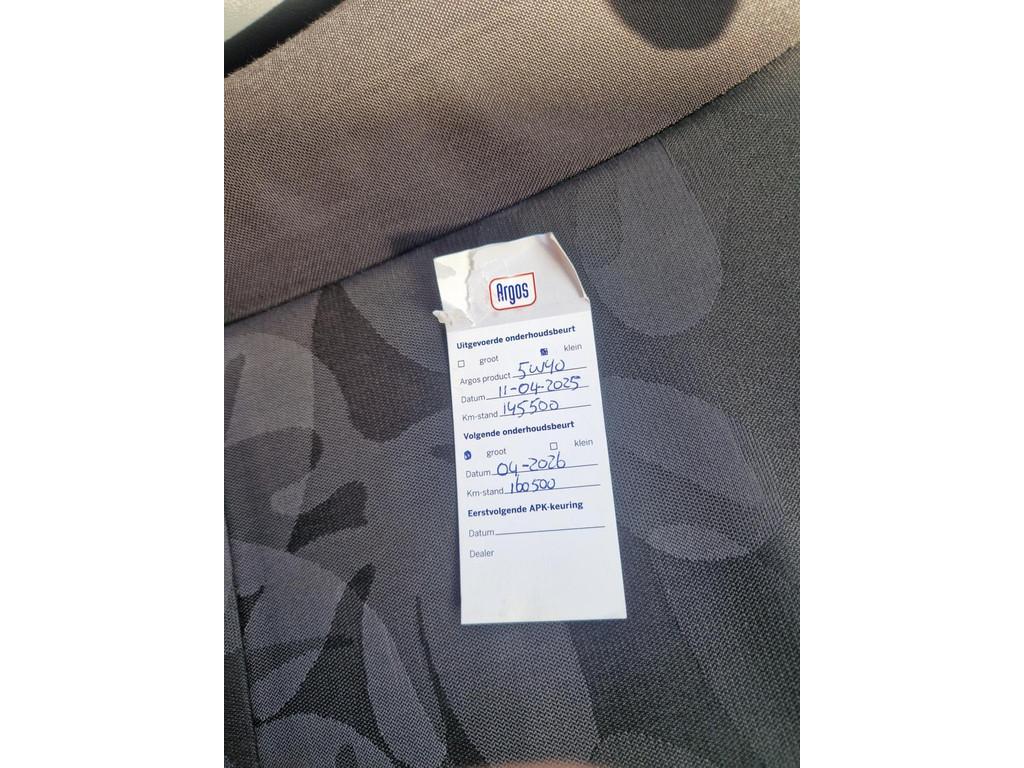 Argos
Uitgevoerde onderhoudsbeurt
groot klein
Argos product 5W40
Datum 11-04-2025
Km-stand 145500
Volgende onderhoudsbeurt
groot klein
Datum 04-2026
Km-stand 160500
Eerstvolgende APK-keuring
Datum
Dealer